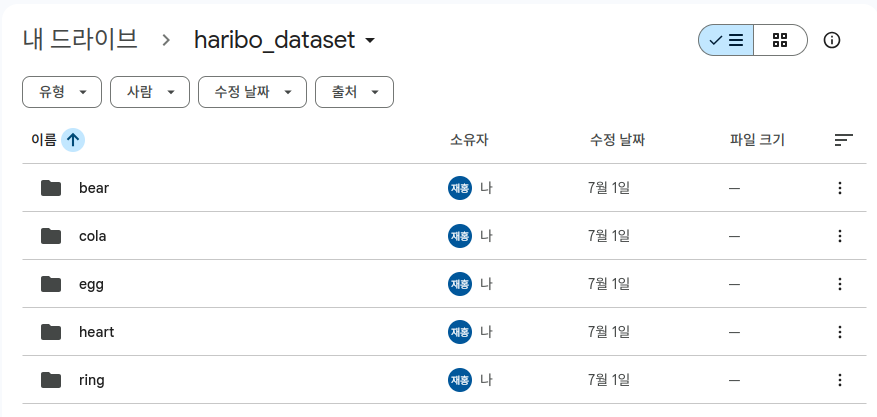 내 드라이브 > haribo_dataset
유형 사람 수정 날짜 출처
이름 소유자 수정 날짜 파일 크기
bear 재홍 나 7월 1일 —
cola 재홍 나 7월 1일 —
egg 재홍 나 7월 1일 —
heart 재홍 나 7월 1일 —
ring 재홍 나 7월 1일 —